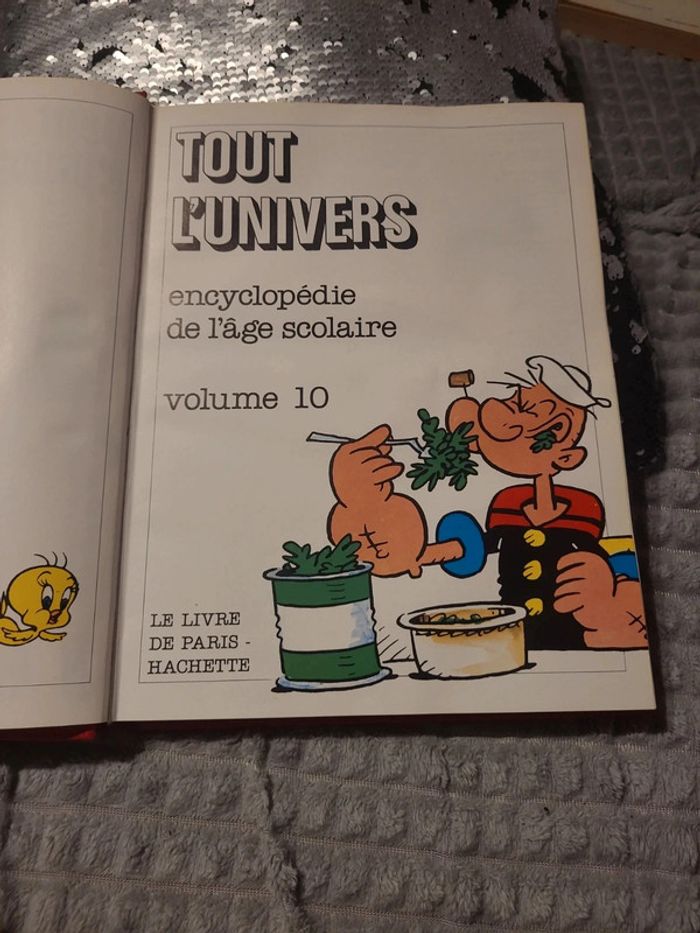 TOUT
L'UNIVERS
encyclopédie
de l'âge scolaire
volume 10
LE LIVRE
DE PARIS -
HACHETTE